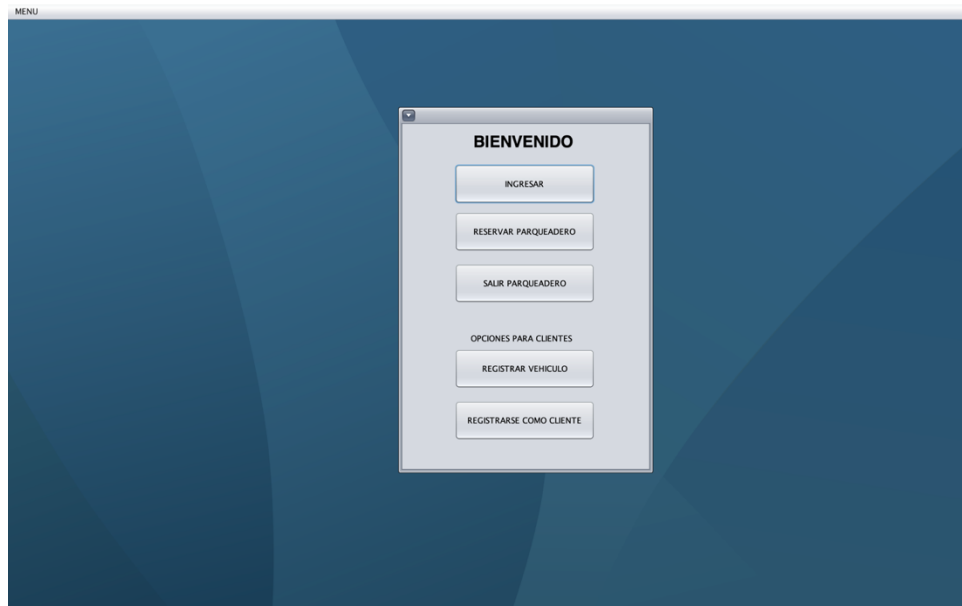 MENU
BIENVENIDO
INGRESAR
RESERVAR PARQUEADERO
SALIR PARQUEADERO
OPCIONES PARA CLIENTES
REGISTRAR VEHICULO
REGISTRARSE COMO CLIENTE